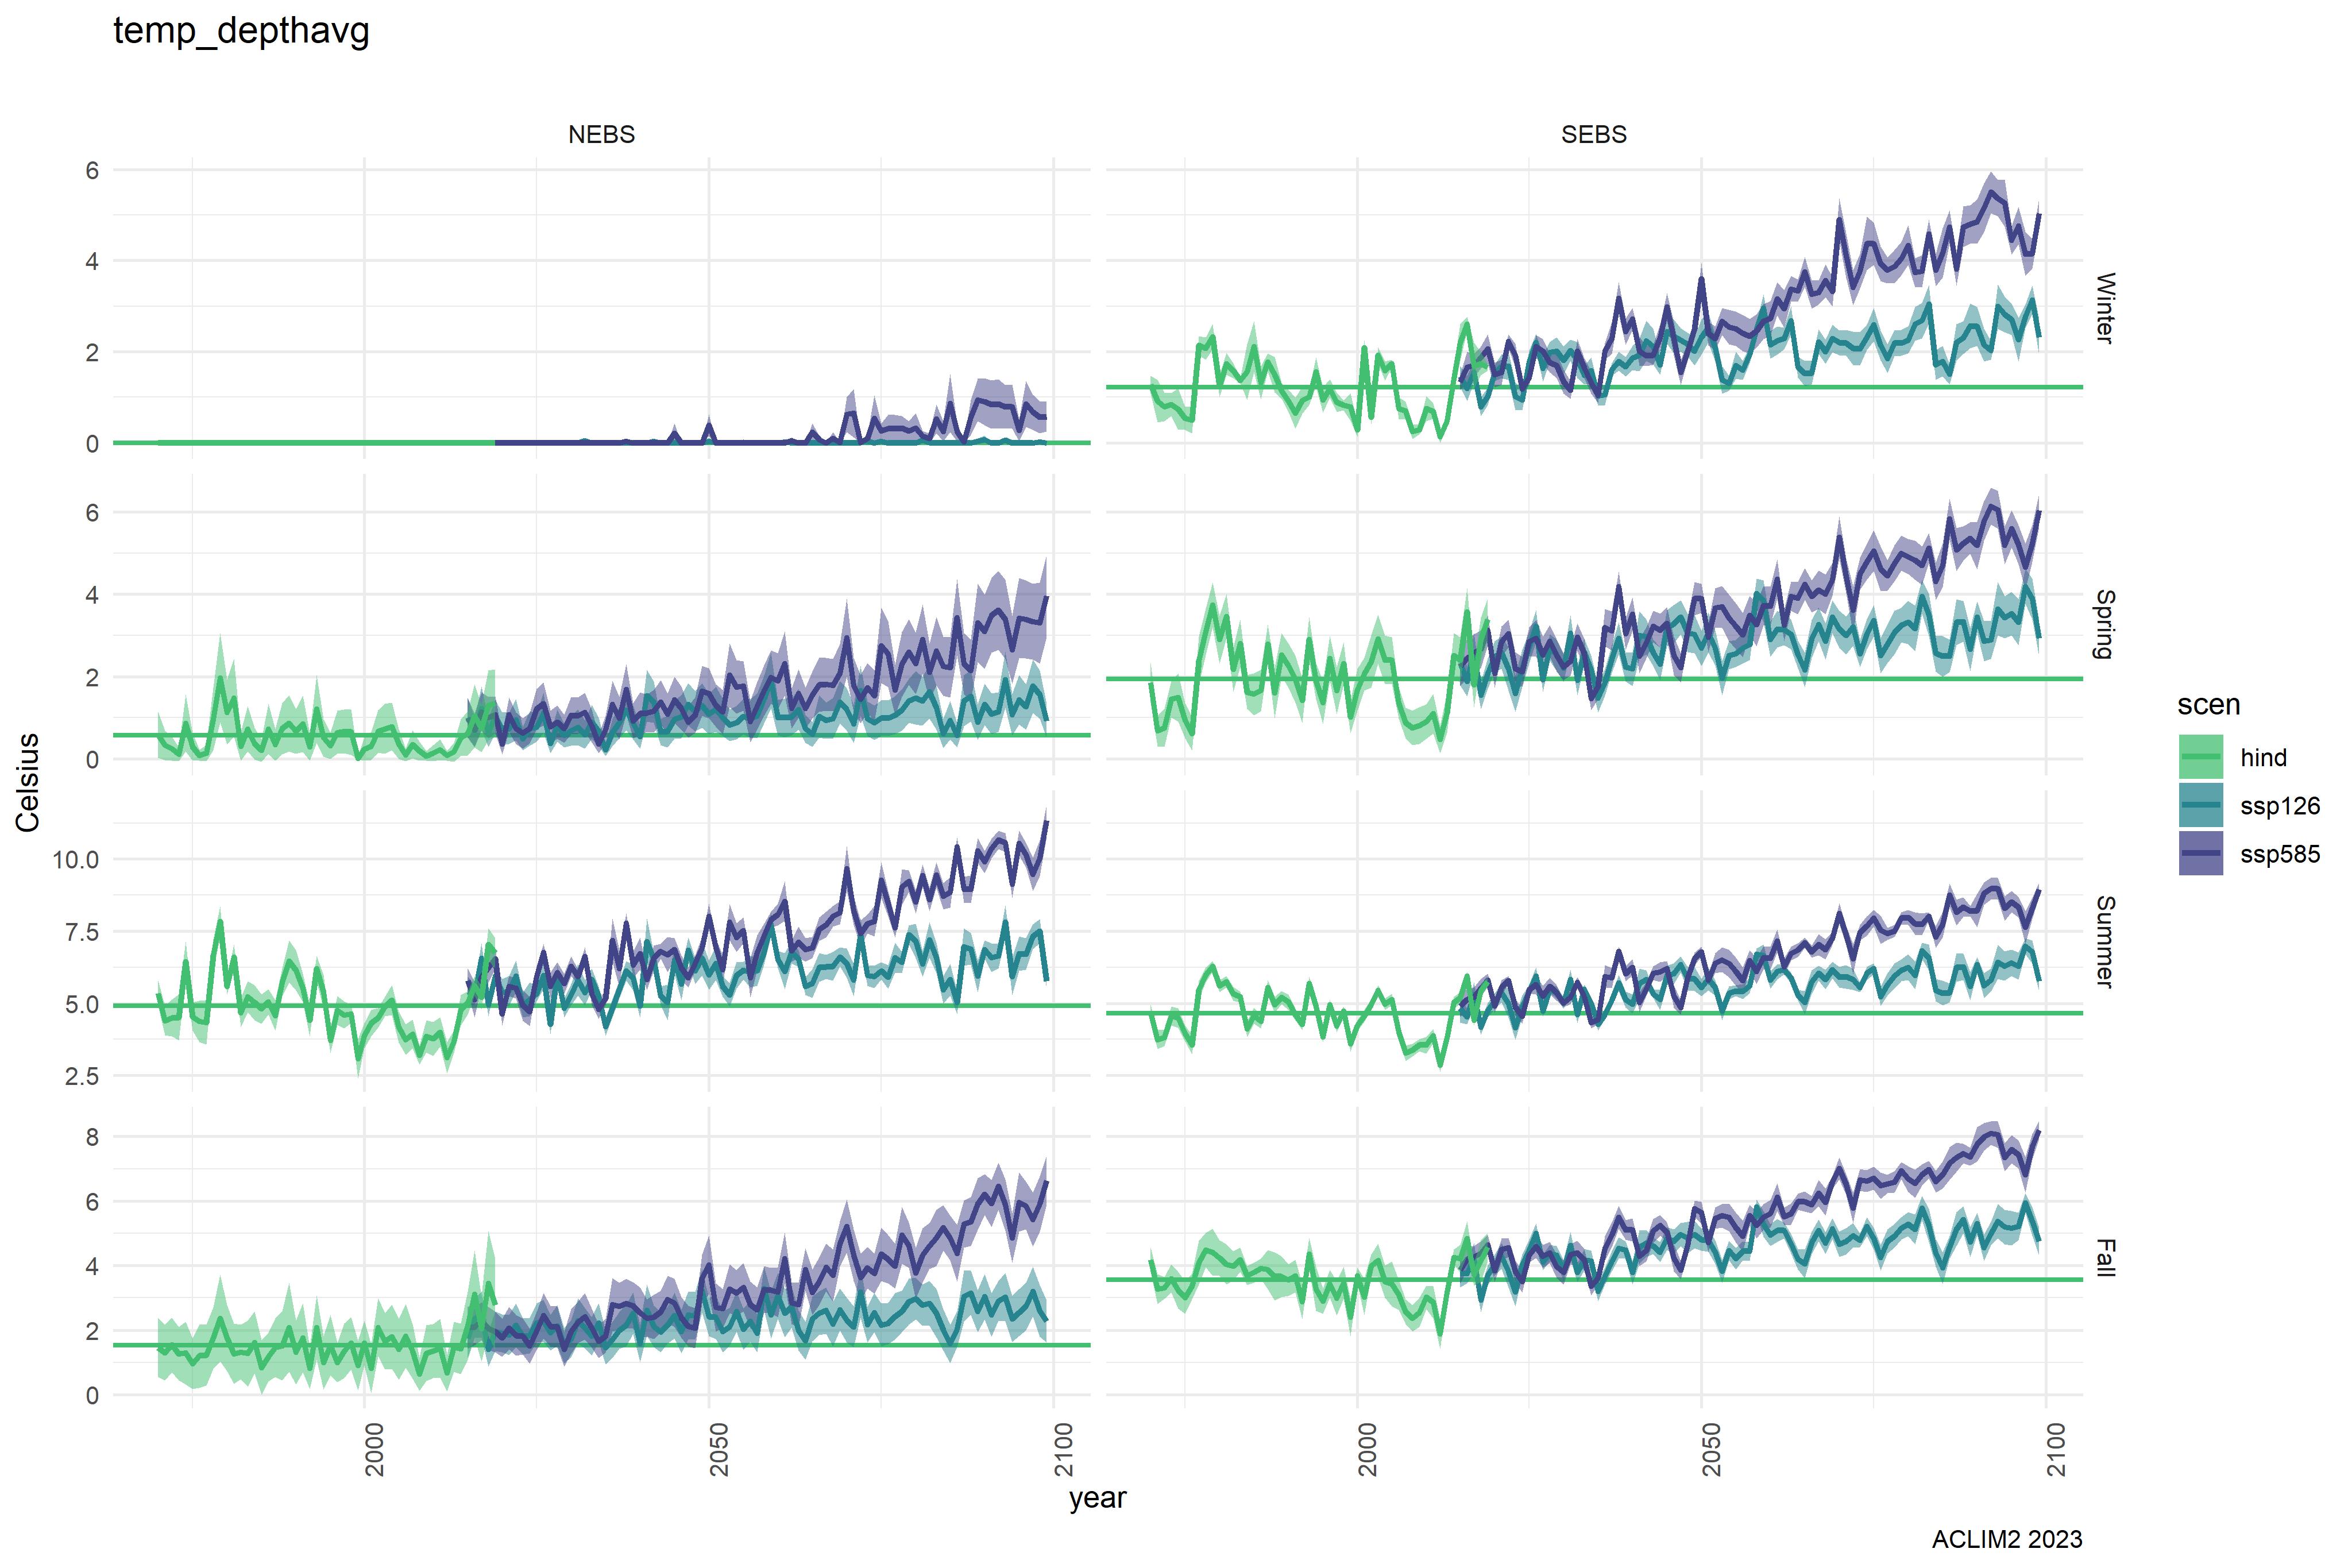 temp_depthavg
NEBS
SEBS
6
4
2
0
Winter
6
4
2
0
Spring
10.0
7.5
5.0
2.5
Summer
8
6
4
2
0
Fall
Celsius
2000
2050
2100
2000
2050
2100
year
scen
hind
ssp126
ssp585
ACLIM2 2023